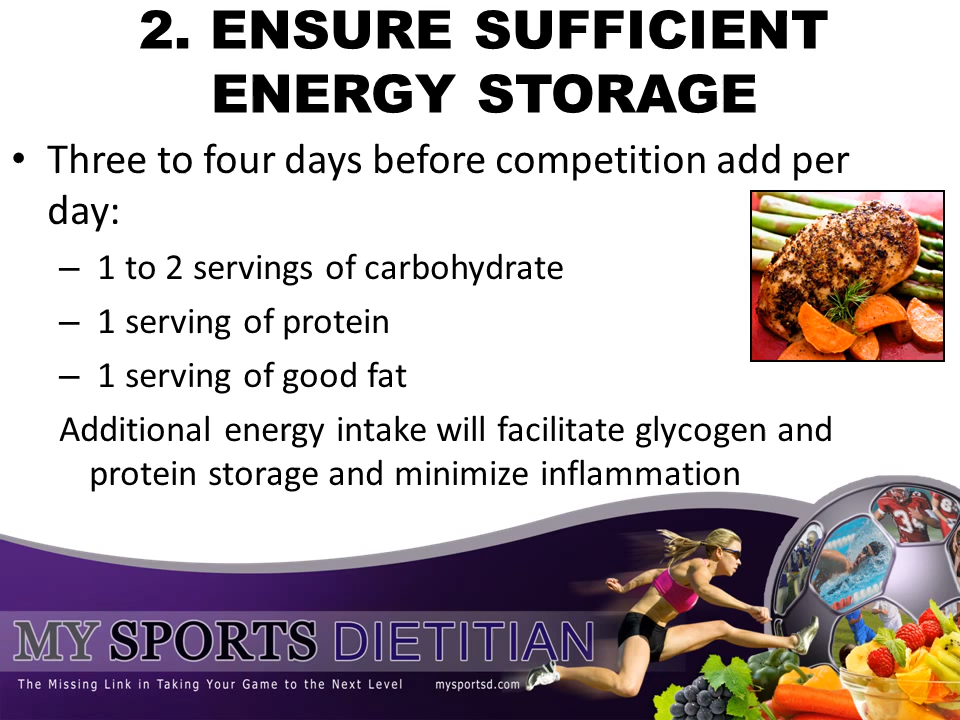 2. ENSURE SUFFICIENT
ENERGY STORAGE
• Three to four days before competition add per
day:
– 1 to 2 servings of carbohydrate
– 1 serving of protein
– 1 serving of good fat
Additional energy intake will facilitate glycogen and
protein storage and minimize inflammation
34
MY SPORTS DIETITIAN
The Missing Link in Taking Your Game to the Next Level mysportsd.com